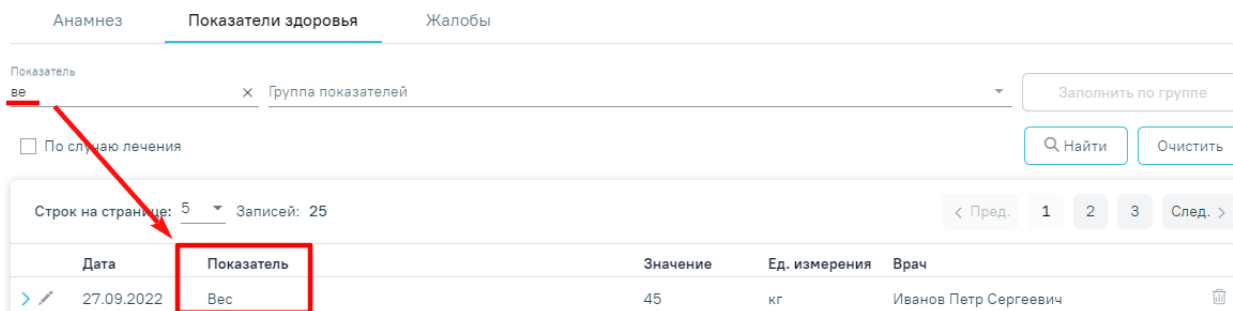 Анамнез Показатели здоровья Жалобы
Показатель
ве × Группа показателей Заполнить по группе
По случаю лечения Найти Очистить
Строк на странице: 5 Записей: 25 < Пред. 1 2 3 След. >
Дата Показатель Значение Ед. измерения Врач
27.09.2022 Вес 45 кг Иванов Петр Сергеевич